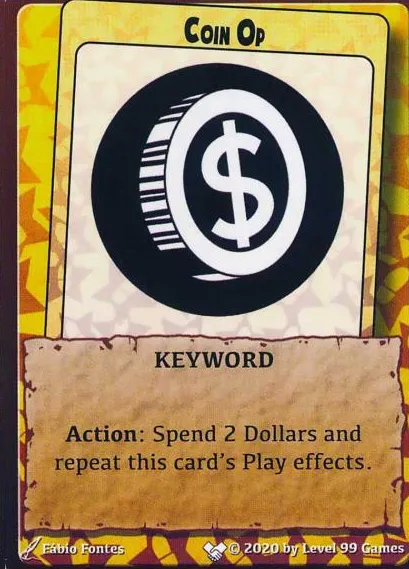 Coin Op
$
KEYWORD
Action: Spend 2 Dollars and
repeat this card's Play effects.
Fábio Fontes
© 2020 by Level 99 Games